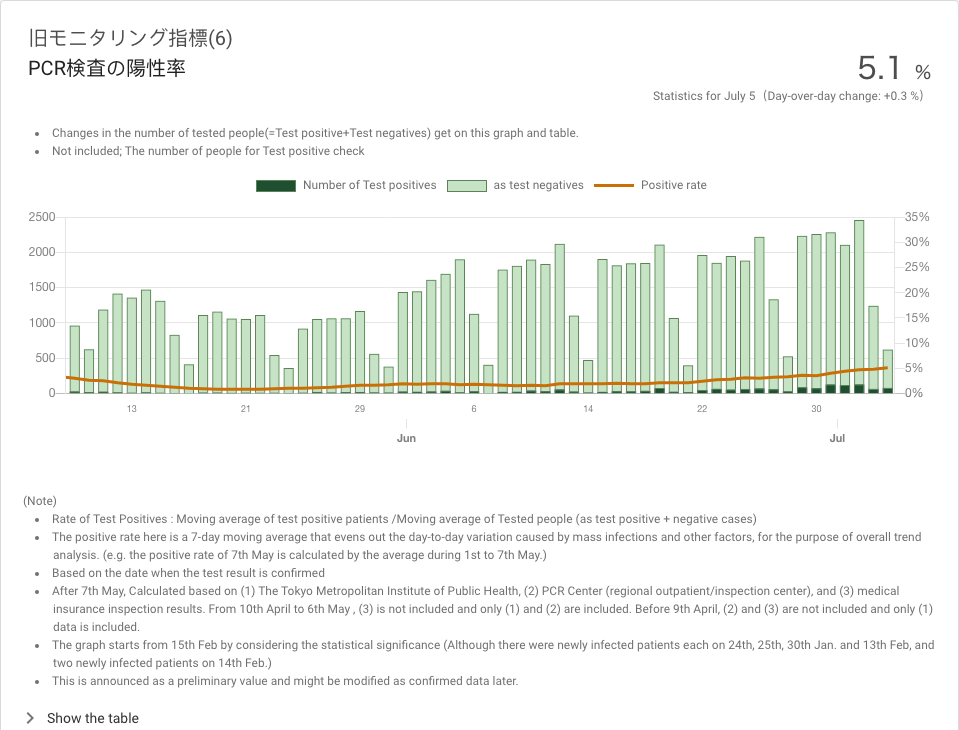 旧モニタリング指標(6)
PCR検査の陽性率
5.1 %
Statistics for July 5（Day-over-day change: +0.3 %）
• Changes in the number of tested people(=Test positive+Test negatives) get on this graph and table.
• Not included; The number of people for Test positive check
Number of Test positives as test negatives Positive rate
2500 35%
30%
2000
25%
1500 20%
15%
1000
10%
500
5%
0 0%
13 21 29 6 14 22 30
Jun Jul
(Note)
• Rate of Test Positives : Moving average of test positive patients /Moving average of Tested people (as test positive + negative cases)
• The positive rate here is a 7-day moving average that evens out the day-to-day variation caused by mass infections and other factors, for the purpose of overall trend
analysis. (e.g. the positive rate of 7th May is calculated by the average during 1st to 7th May.)
• Based on the date when the test result is confirmed
• After 7th May, Calculated based on (1) The Tokyo Metropolitan Institute of Public Health, (2) PCR Center (regional outpatient/inspection center), and (3) medical
insurance inspection results. From 10th April to 6th May , (3) is not included and only (1) and (2) are included. Before 9th April, (2) and (3) are not included and only (1)
data is included.
• The graph starts from 15th Feb by considering the statistical significance (Although there were newly infected patients each on 24th, 25th, 30th Jan. and 13th Feb, and
two newly infected patients on 14th Feb.)
• This is announced as a preliminary value and might be modified as confirmed data later.
Show the table